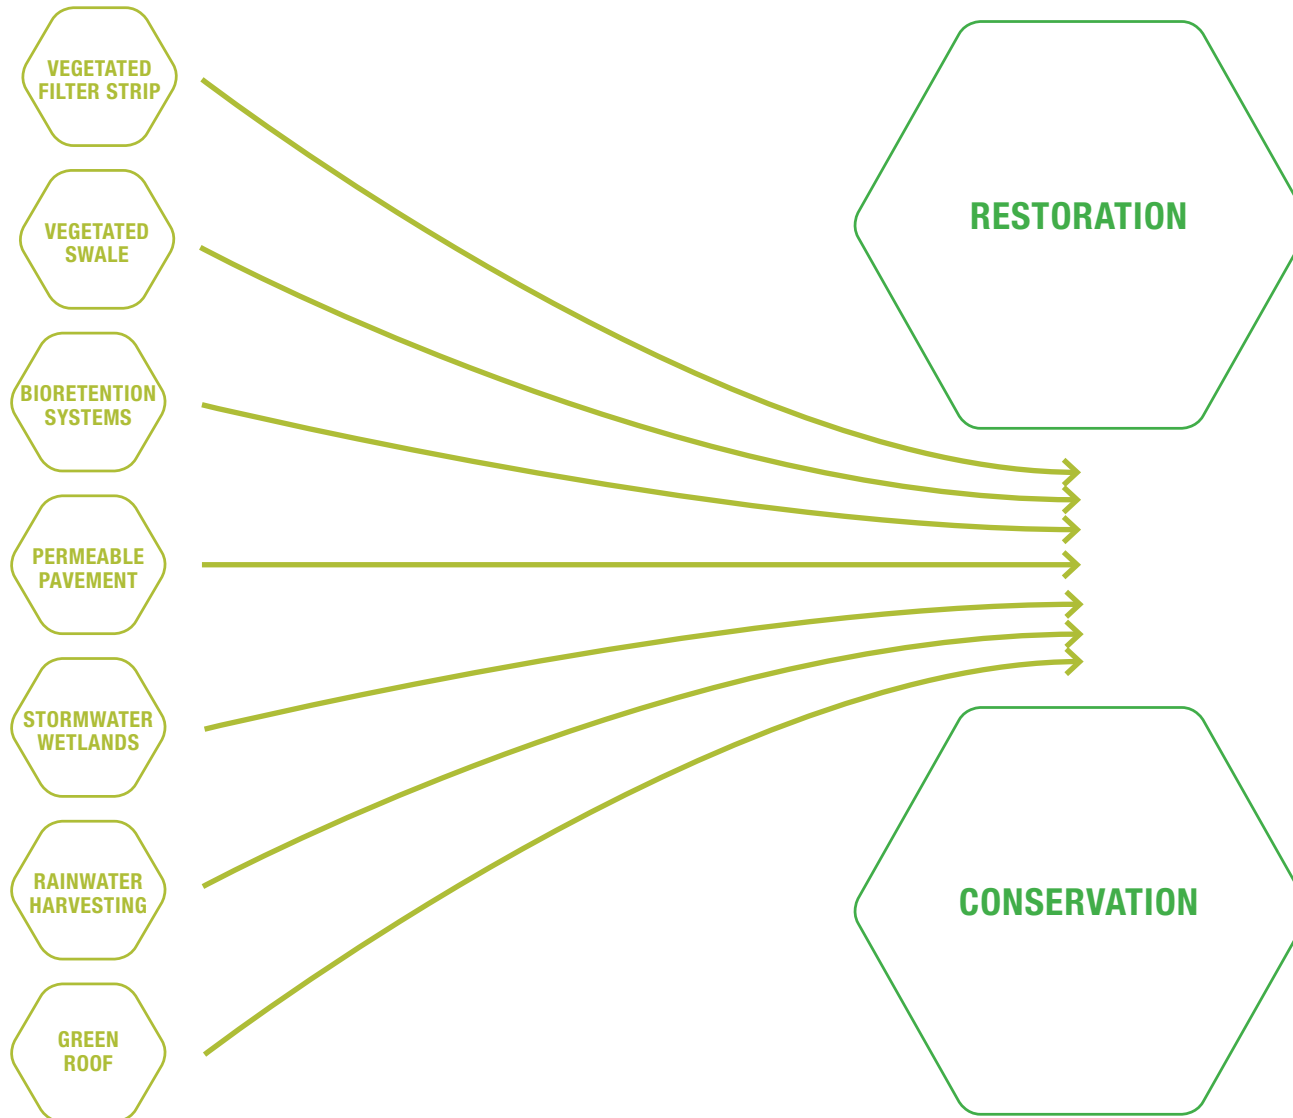 VEGETATED
FILTER STRIP
VEGETATED
SWALE
BIORETENTION
SYSTEMS
PERMEABLE
PAVEMENT
STORMWATER
WETLANDS
RAINWATER
HARVESTING
GREEN
ROOF
RESTORATION
CONSERVATION